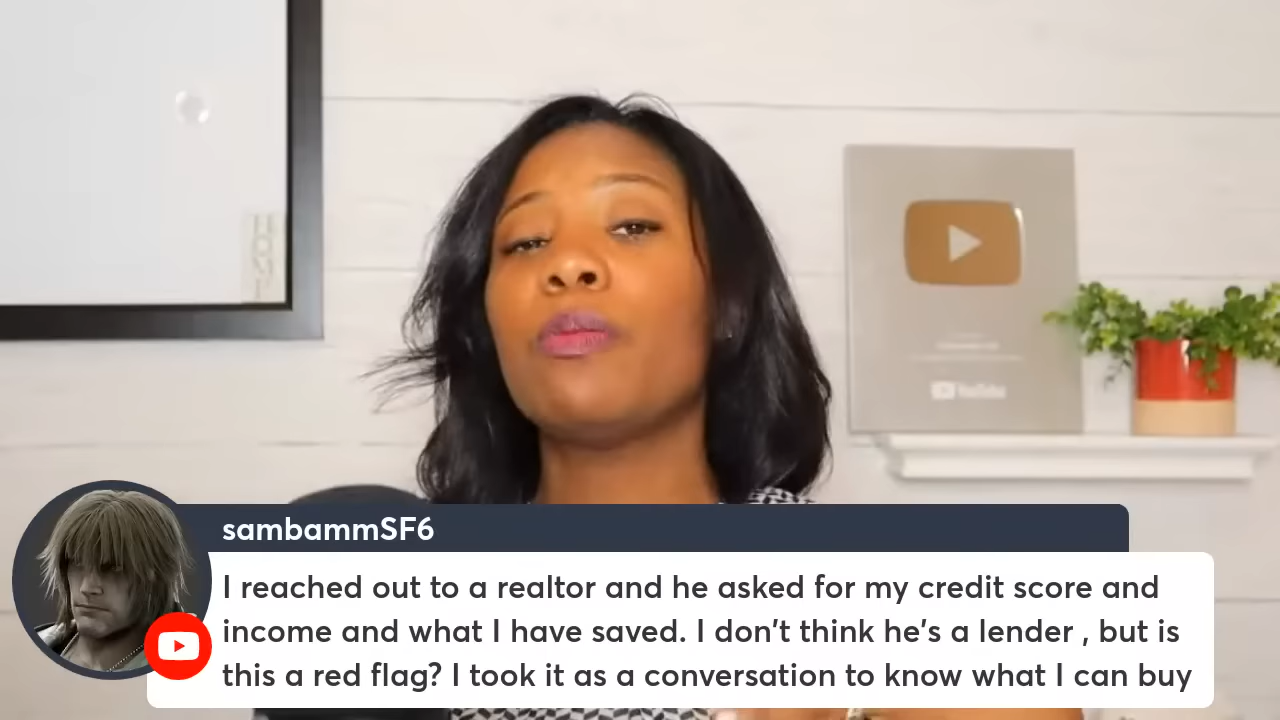 YouTube
sambammSF6
I reached out to a realtor and he asked for my credit score and
income and what I have saved. I don't think he's a lender , but is
this a red flag? I took it as a conversation to know what I can buy